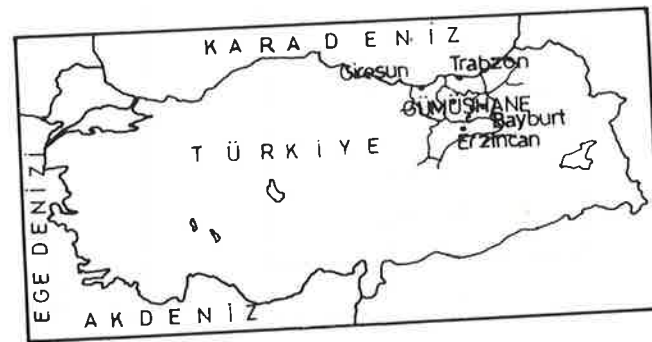 KARADENİZ
Giresun
Trabzon
GÜMÜŞHANE
Bayburt
Erzincan
TÜRKİYE
EGE DENİZİ
AKDENİZ